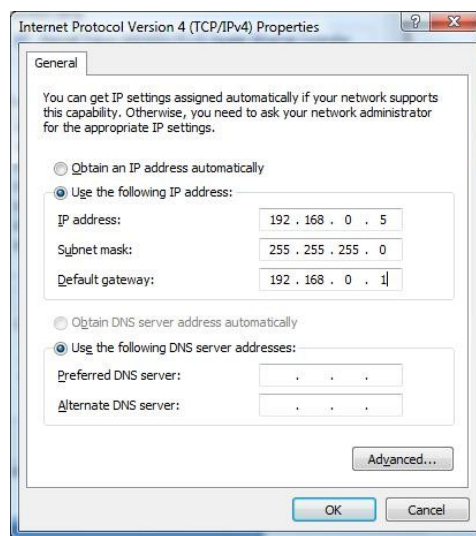 Internet Protocol Version 4 (TCP/IPv4) Properties
General
You can get IP settings assigned automatically if your network supports
this capability. Otherwise, you need to ask your network administrator
for the appropriate IP settings.
Obtain an IP address automatically
Use the following IP address:
IP address: 192 . 168 . 0 . 5
Subnet mask: 255 . 255 . 255 . 0
Default gateway: 192 . 168 . 0 . 1
Obtain DNS server address automatically
Use the following DNS server addresses:
Preferred DNS server: . . .
Alternate DNS server: . . .
Advanced...
OK Cancel